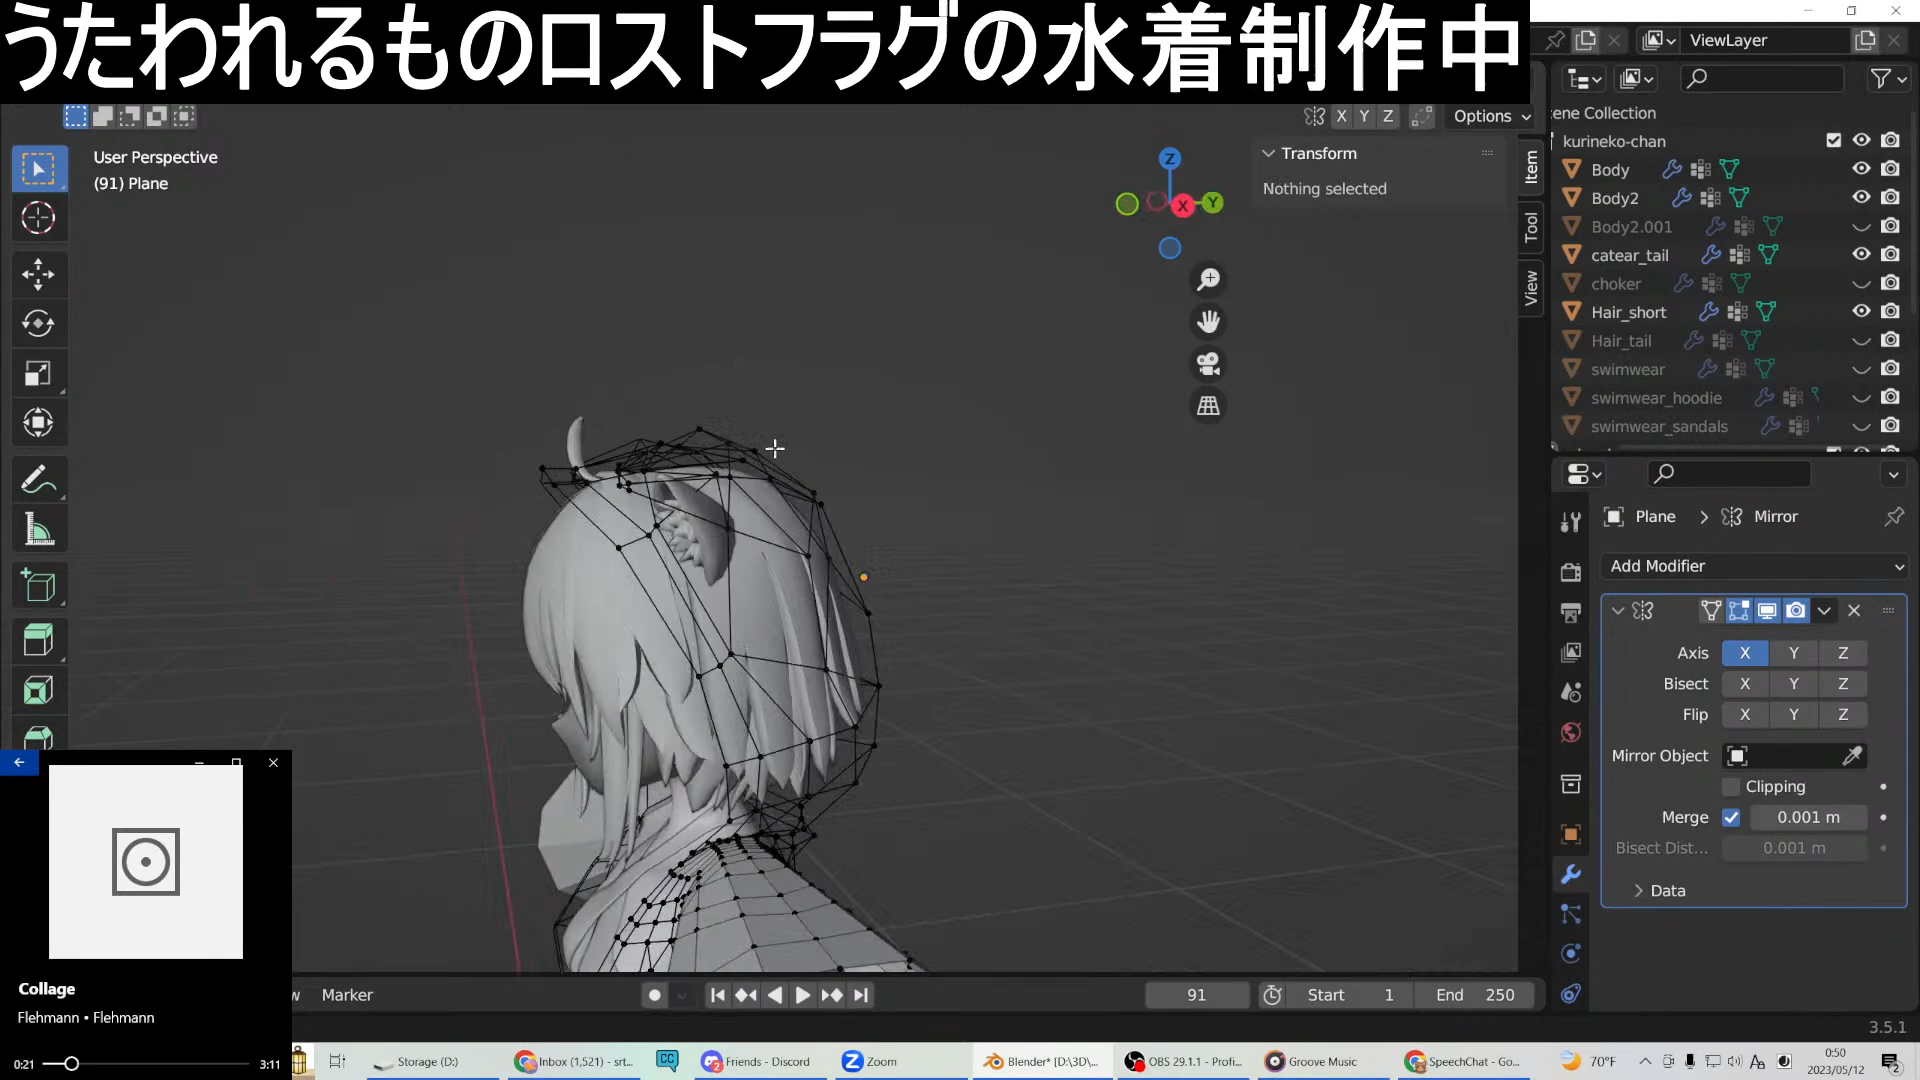 うたわれるものロストフラグの水着制作中
ViewLayer
X Y Z
Options
User Perspective
(91) Plane
Transform
Nothing selected
Z
X
Y
Item
Tool
View
ene Collection
kurineko-chan
Body
Body2
Body2.001
catear_tail
choker
Hair_short
Hair_tail
swimwear
swimwear_hoodie
swimwear_sandals
Plane
Mirror
Add Modifier
Axis X Y Z
Bisect X Y Z
Flip X Y Z
Mirror Object
Clipping
Merge 0.001 m
Bisect Dist... 0.001 m
Data
Collage
Flehmann • Flehmann
0:21
3:11
w
Marker
91
Start 1
End 250
3.5.1
Storage (D:)
Inbox (1,521) - srt...
CC
Friends - Discord
Zoom
Blender* [D:\3D\...
OBS 29.1.1 - Profi...
Groove Music
SpeechChat - Go...
70°F
0:50
2023/05/12
2